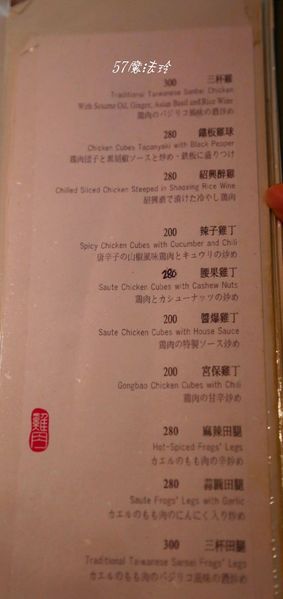 57魔法玲
300 三杯雞
Traditional Taiwanese Sanbei Chicken
With Sesame Oil, Ginger, Asian Basil and Rice Wine
鶏肉のバジリコ風味の酒炒め
280 鐵板雞球
Chicken Cubes Tapanyaki with Black Pepper
鶏肉団子と黒胡椒ソースと炒め・鉄板に盛りつけ
280 紹興醉雞
Chilled Sliced Chicken Steeped in Shaoxing Rice Wine
紹興酒で漬けた冷やし鶏肉
200 辣子雞丁
Spicy Chicken Cubes with Cucumber and Chili
唐辛子の山椒風味鶏肉とキュウリの炒め
280 腰果雞丁
Saute Chicken Cubes with Cashew Nuts
鶏肉とカシューナッツの炒め
200 醬爆雞丁
Saute Chicken Cubes with House Sauce
鶏肉の特製ソース炒め
200 宮保雞丁
Gongbao Chicken Cubes with Chili
鶏肉の甘辛炒め
雞肉
280 麻辣田腿
Hot-Spiced Frogs' Legs
カエルのもも肉の辛炒め
280 蒜香田腿
Saute Frogs' Legs with Garlic
カエルのもも肉のにんにく入り炒め
300 三杯田腿
Traditional Taiwanese Sanbei Frogs' Legs
カエルのもも肉のバジリコ風味の酒炒め